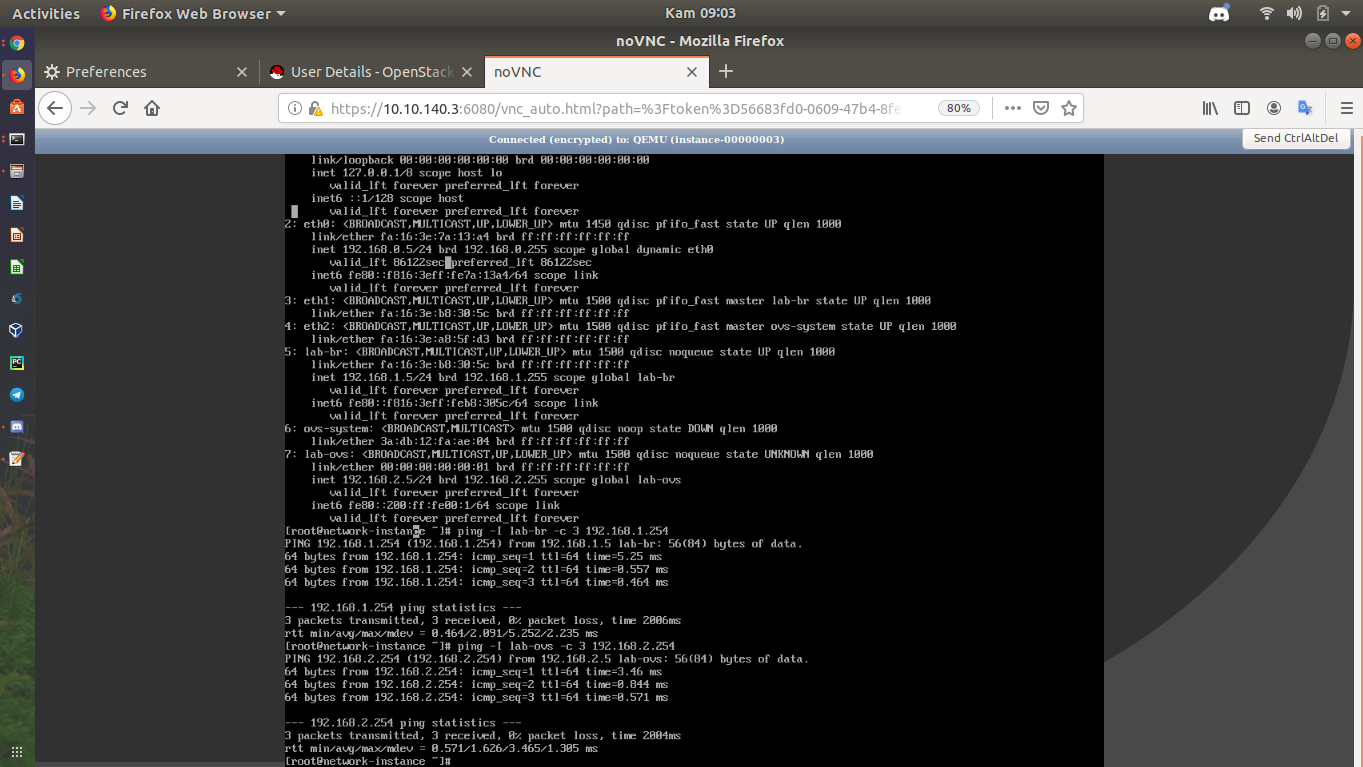 Activities Firefox Web Browser Kam 09:03
noVNC - Mozilla Firefox
Preferences User Details - OpenStack noVNC
https://10.10.140.3:6080/vnc_auto.html?path=%3Ftoken%3D56683fd0-0609-47b4-8fe 80%
Connected (encrypted) to: QEMU (instance-00000003) Send CtrlAltDel
link/loopback 00:00:00:00:00:00 brd 00:00:00:00:00:00
inet 127.0.0.1/8 scope host lo
valid_lft forever preferred_lft forever
inet6 ::1/128 scope host
valid_lft forever preferred_lft forever
2: eth0: <BROADCAST,MULTICAST,UP,LOWER_UP> mtu 1450 qdisc pfifo_fast state UP qlen 1000
link/ether fa:16:3e:7a:13:a4 brd ff:ff:ff:ff:ff:ff
inet 192.168.0.5/24 brd 192.168.0.255 scope global dynamic eth0
valid_lft 86122sec preferred_lft 86122sec
inet6 fe80::f816:3eff:fe7a:13a4/64 scope link
valid_lft forever preferred_lft forever
3: eth1: <BROADCAST,MULTICAST,UP,LOWER_UP> mtu 1500 qdisc pfifo_fast master lab-br state UP qlen 1000
link/ether fa:16:3e:b8:30:5c brd ff:ff:ff:ff:ff:ff
4: eth2: <BROADCAST,MULTICAST,UP,LOWER_UP> mtu 1500 qdisc pfifo_fast master ovs-system state UP qlen 1000
link/ether fa:16:3e:a8:5f:d3 brd ff:ff:ff:ff:ff:ff
5: lab-br: <BROADCAST,MULTICAST,UP,LOWER_UP> mtu 1500 qdisc noqueue state UP qlen 1000
link/ether fa:16:3e:b8:30:5c brd ff:ff:ff:ff:ff:ff
inet 192.168.1.5/24 brd 192.168.1.255 scope global lab-br
valid_lft forever preferred_lft forever
inet6 fe80::f816:3eff:feb8:305c/64 scope link
valid_lft forever preferred_lft forever
6: ovs-system: <BROADCAST,MULTICAST> mtu 1500 qdisc noop state DOWN qlen 1000
link/ether 3a:db:12:fa:ae:04 brd ff:ff:ff:ff:ff:ff
7: lab-ovs: <BROADCAST,MULTICAST,UP,LOWER_UP> mtu 1500 qdisc noqueue state UNKNOWN qlen 1000
link/ether 00:00:00:00:00:01 brd ff:ff:ff:ff:ff:ff
inet 192.168.2.5/24 brd 192.168.2.255 scope global lab-ovs
valid_lft forever preferred_lft forever
inet6 fe80::200:ff:fe00:1/64 scope link
valid_lft forever preferred_lft forever
[root@network-instance ~]# ping -I lab-br -c 3 192.168.1.254
PING 192.168.1.254 (192.168.1.254) from 192.168.1.5 lab-br: 56(84) bytes of data.
64 bytes from 192.168.1.254: icmp_seq=1 ttl=64 time=5.25 ms
64 bytes from 192.168.1.254: icmp_seq=2 ttl=64 time=0.557 ms
64 bytes from 192.168.1.254: icmp_seq=3 ttl=64 time=0.464 ms
--- 192.168.1.254 ping statistics ---
3 packets transmitted, 3 received, 0% packet loss, time 2006ms
rtt min/avg/max/mdev = 0.464/2.091/5.252/2.235 ms
[root@network-instance ~]# ping -I lab-ovs -c 3 192.168.2.254
PING 192.168.2.254 (192.168.2.254) from 192.168.2.5 lab-ovs: 56(84) bytes of data.
64 bytes from 192.168.2.254: icmp_seq=1 ttl=64 time=3.46 ms
64 bytes from 192.168.2.254: icmp_seq=2 ttl=64 time=0.844 ms
64 bytes from 192.168.2.254: icmp_seq=3 ttl=64 time=0.571 ms
--- 192.168.2.254 ping statistics ---
3 packets transmitted, 3 received, 0% packet loss, time 2004ms
rtt min/avg/max/mdev = 0.571/1.626/3.465/1.305 ms
[root@network-instance ~]#